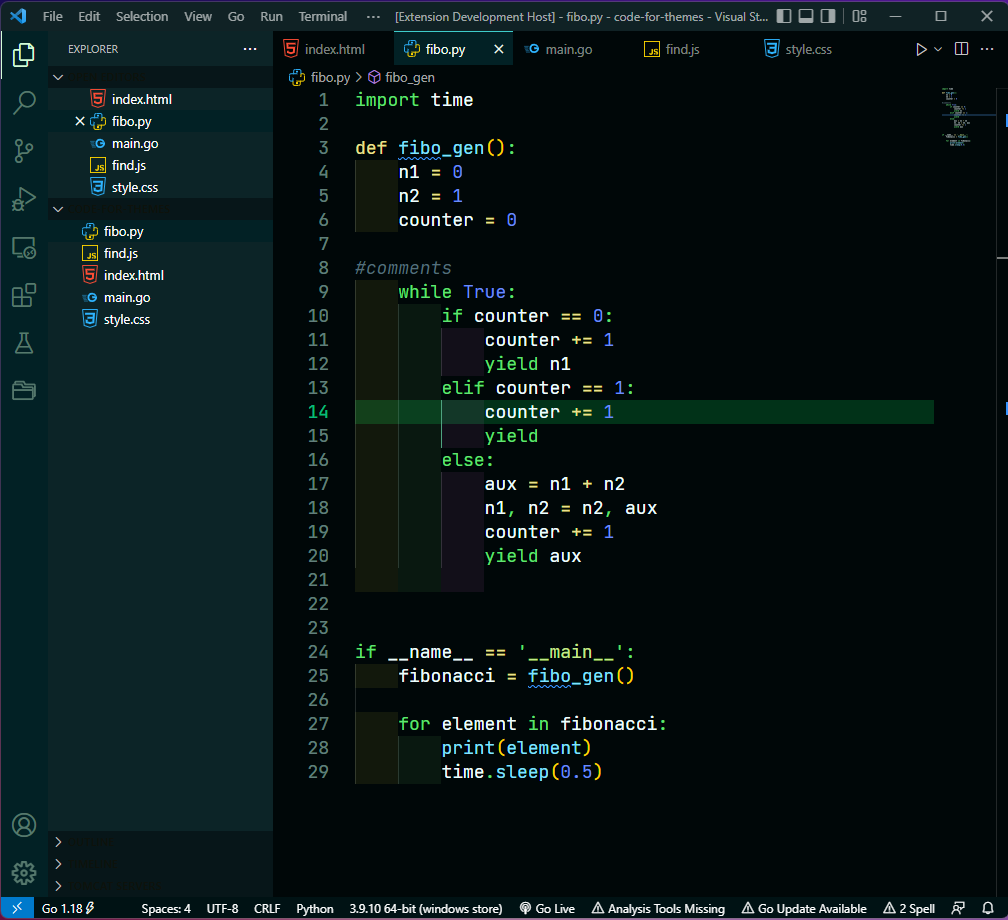 File Edit Selection View Go Run Terminal ··· [Extension Development Host] - fibo.py - code-for-themes - Visual St...
EXPLORER ···
index.html fibo.py main.go find.js style.css ···
fibo.py > fibo_gen
index.html
fibo.py
main.go
find.js
style.css
fibo.py
find.js
index.html
main.go
style.css
1 import time
2
3 def fibo_gen():
4     n1 = 0
5     n2 = 1
6     counter = 0
7
8 #comments
9     while True:
10         if counter == 0:
11             counter += 1
12             yield n1
13         elif counter == 1:
14             counter += 1
15             yield
16         else:
17             aux = n1 + n2
18             n1, n2 = n2, aux
19             counter += 1
20             yield aux
21
22
23
24 if __name__ == '__main__':
25     fibonacci = fibo_gen()
26
27     for element in fibonacci:
28         print(element)
29         time.sleep(0.5)
Go 1.18 Spaces: 4 UTF-8 CRLF Python 3.9.10 64-bit (windows store) Go Live Analysis Tools Missing Go Update Available 2 Spell